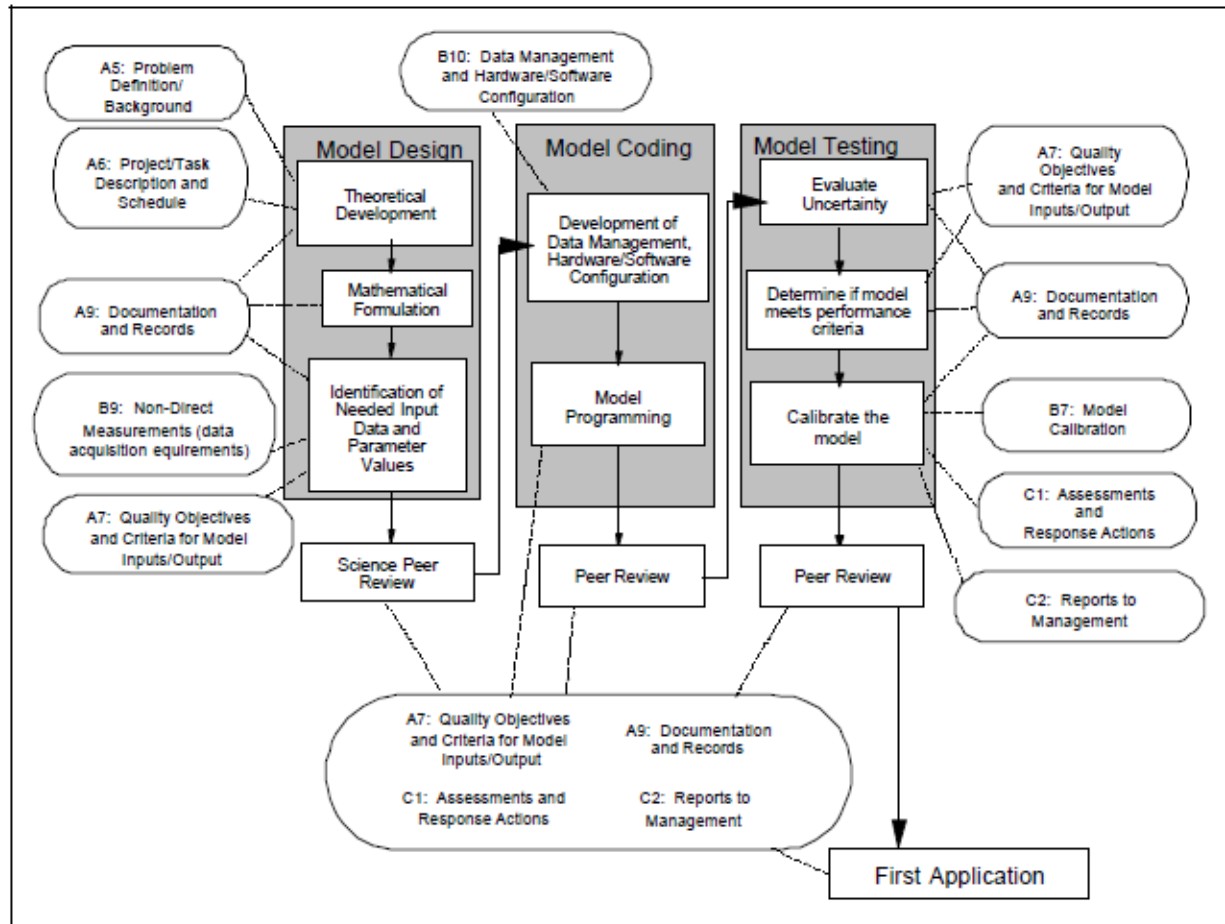 A5: Problem
Definition/
Background
B10: Data Management
and Hardware/Software
Configuration
A6: Project/Task
Description and
Schedule
A9: Documentation
and Records
B9: Non-Direct
Measurements (data
acquisition equirements)
A7: Quality Objectives
and Criteria for Model
Inputs/Output
Model Design
Theoretical
Development
Mathematical
Formulation
Identification of
Needed Input
Data and
Parameter
Values
Science Peer
Review
Model Coding
Development of
Data Management,
Hardware/Software
Configuration
Model
Programming
Peer Review
Model Testing
Evaluate
Uncertainty
Determine if model
meets performance
criteria
Calibrate the
model
Peer Review
A7: Quality
Objectives
and Criteria for Model
Inputs/Output
A9: Documentation
and Records
B7: Model
Calibration
C1: Assessments
and
Response Actions
C2: Reports to
Management
A7: Quality Objectives
and Criteria for Model
Inputs/Output
A9: Documentation
and Records
C1: Assessments and
Response Actions
C2: Reports to
Management
First Application